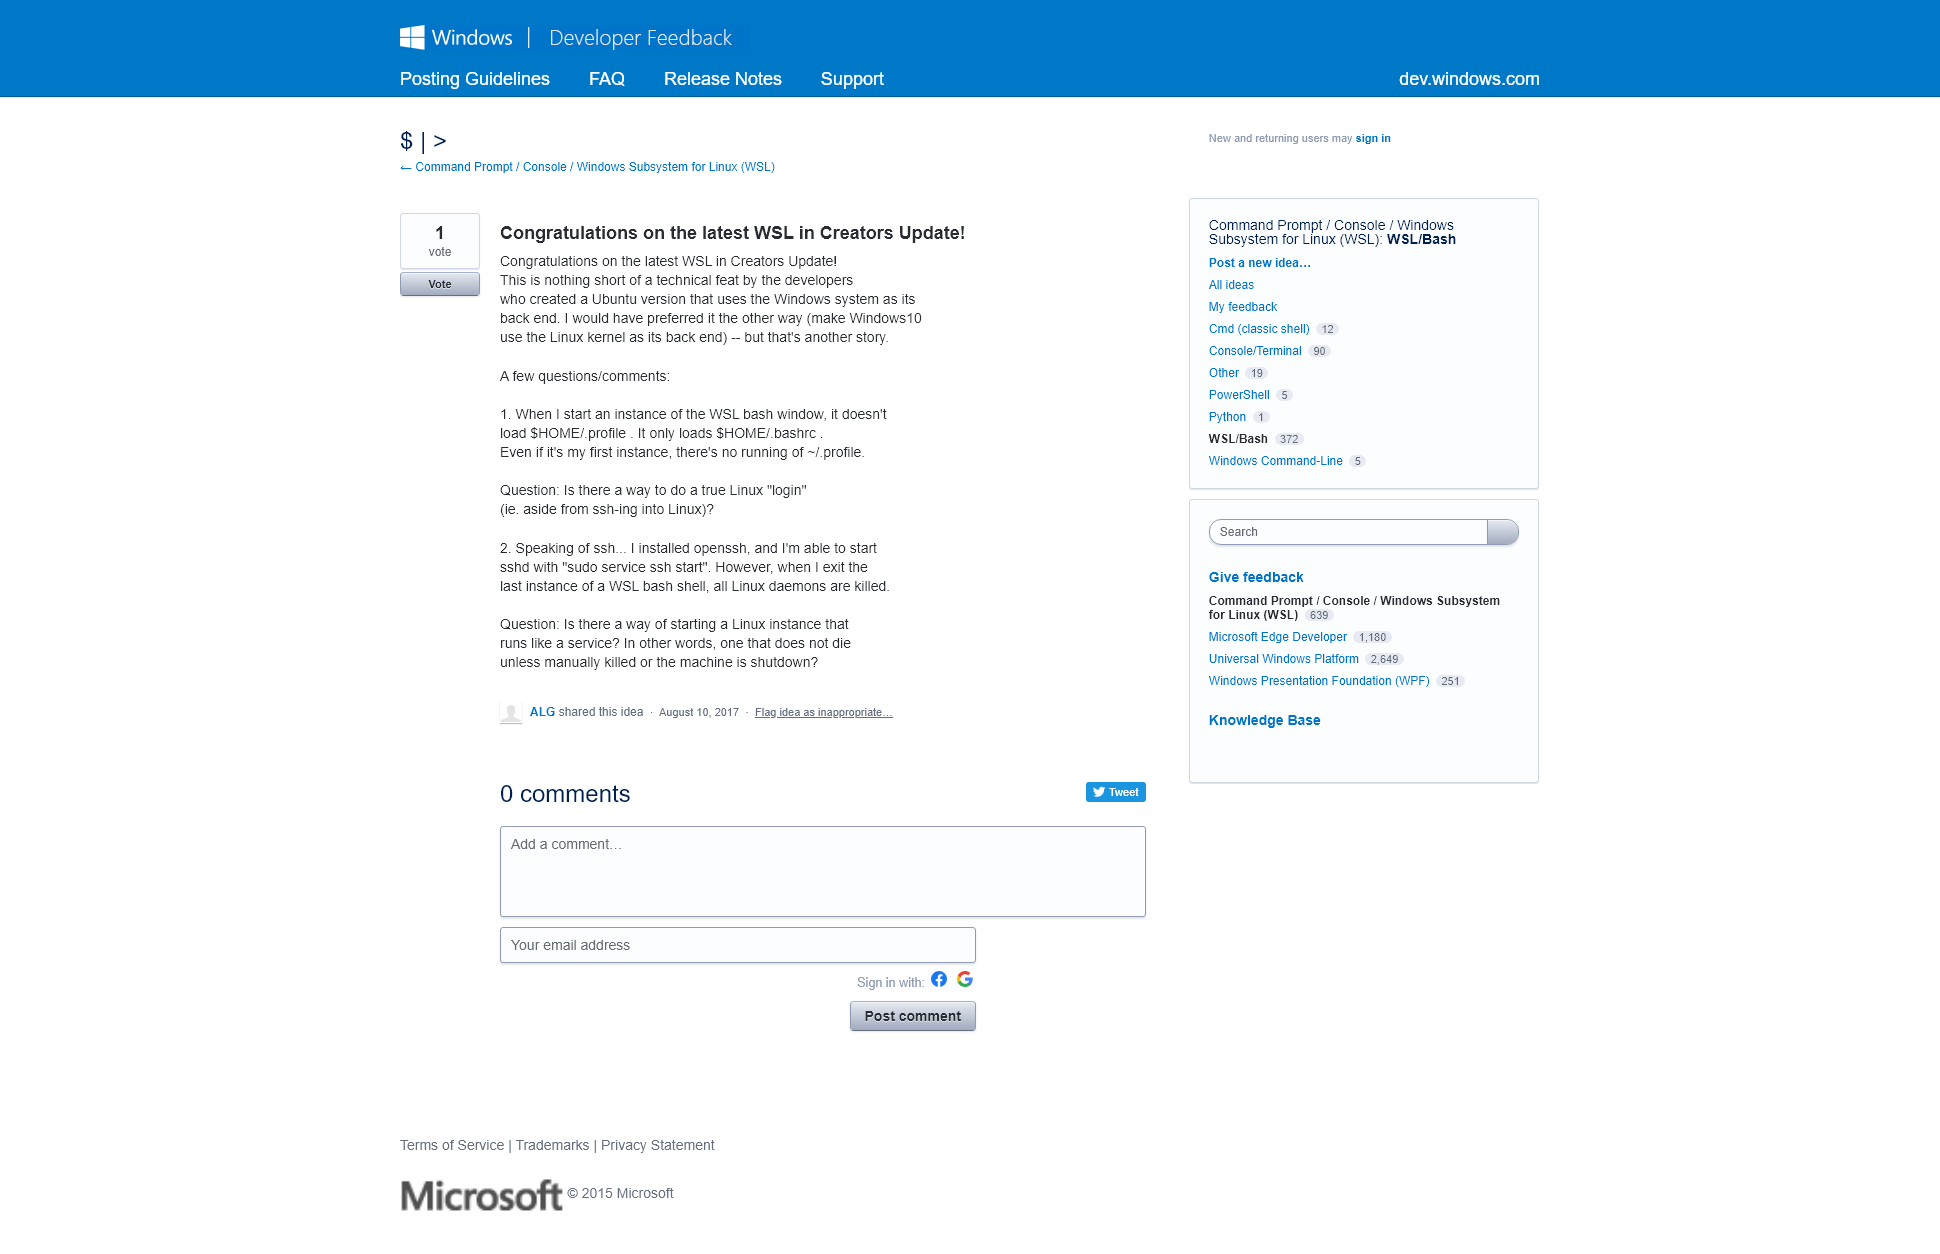 Windows | Developer Feedback
Posting Guidelines FAQ Release Notes Support dev.windows.com
$ | >
← Command Prompt / Console / Windows Subsystem for Linux (WSL)
New and returning users may sign in
1
vote
Vote
Congratulations on the latest WSL in Creators Update!
Congratulations on the latest WSL in Creators Update!
This is nothing short of a technical feat by the developers
who created a Ubuntu version that uses the Windows system as its
back end. I would have preferred it the other way (make Windows10
use the Linux kernel as its back end) -- but that's another story.
A few questions/comments:
1. When I start an instance of the WSL bash window, it doesn't
load $HOME/.profile . It only loads $HOME/.bashrc .
Even if it's my first instance, there's no running of ~/.profile.
Question: Is there a way to do a true Linux "login"
(ie. aside from ssh-ing into Linux)?
2. Speaking of ssh... I installed openssh, and I'm able to start
sshd with "sudo service ssh start". However, when I exit the
last instance of a WSL bash shell, all Linux daemons are killed.
Question: Is there a way of starting a Linux instance that
runs like a service? In other words, one that does not die
unless manually killed or the machine is shutdown?
ALG shared this idea · August 10, 2017 · Flag idea as inappropriate…
0 comments
Tweet
Add a comment…
Your email address
Sign in with:
Post comment
Command Prompt / Console / Windows
Subsystem for Linux (WSL): WSL/Bash
Post a new idea…
All ideas
My feedback
Cmd (classic shell) 12
Console/Terminal 90
Other 19
PowerShell 5
Python 1
WSL/Bash 372
Windows Command-Line 5
Search
Give feedback
Command Prompt / Console / Windows Subsystem
for Linux (WSL) 639
Microsoft Edge Developer 1,180
Universal Windows Platform 2,649
Windows Presentation Foundation (WPF) 251
Knowledge Base
Terms of Service | Trademarks | Privacy Statement
Microsoft © 2015 Microsoft